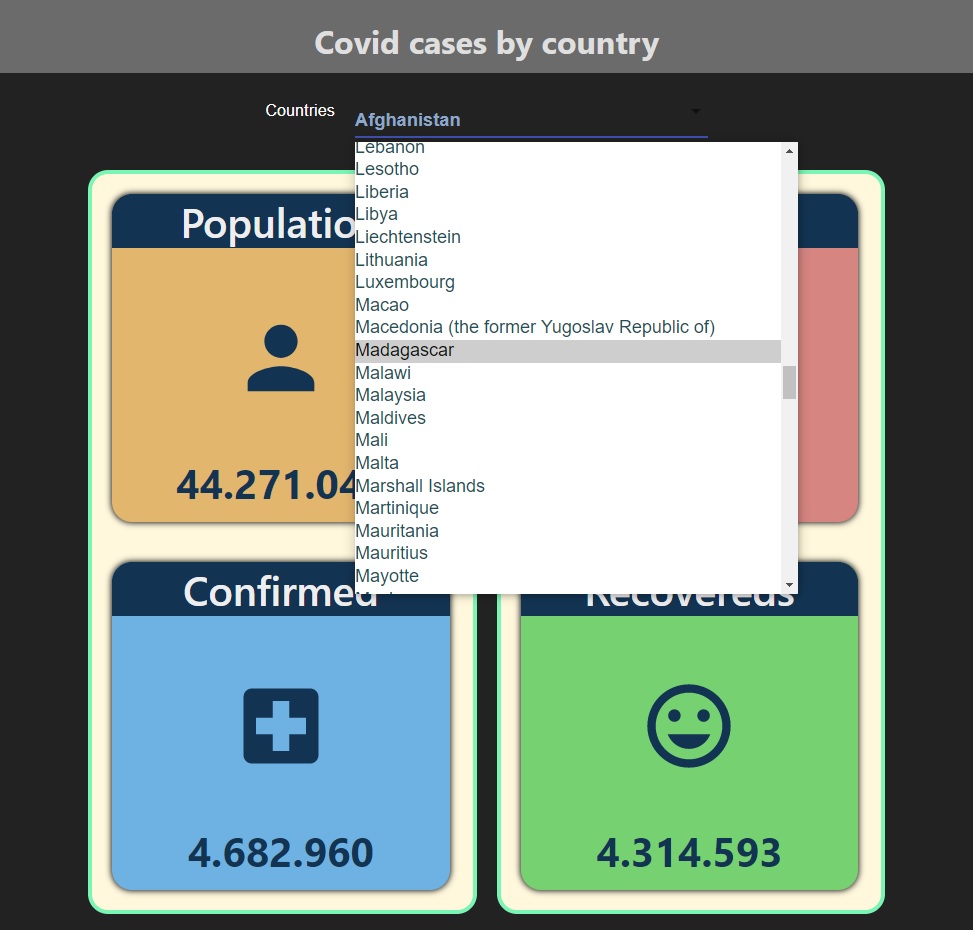 Covid cases by country
Countries
Afghanistan
Lebanon
Lesotho
Liberia
Libya
Liechtenstein
Lithuania
Luxembourg
Macao
Macedonia (the former Yugoslav Republic of)
Madagascar
Malawi
Malaysia
Maldives
Mali
Malta
Marshall Islands
Martinique
Mauritania
Mauritius
Mayotte
Populatio
44.271.04
Confirmed
Recovereds
4.682.960
4.314.593